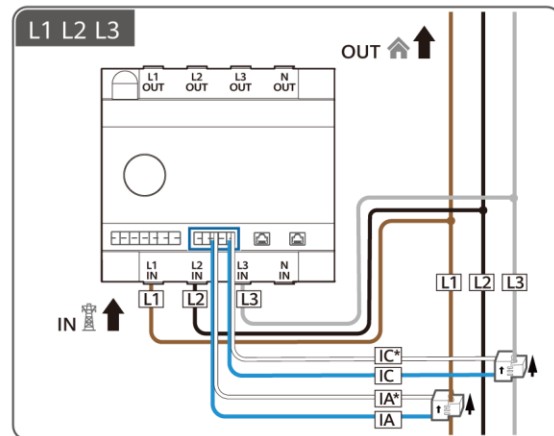 L1 L2 L3
OUT
L1 L2 L3 N
OUT OUT OUT OUT
L1 L2 L3 N
IN IN IN IN
L1 L2 L3
L1 L2 L3
IN
IC*
IC
IA*
IA